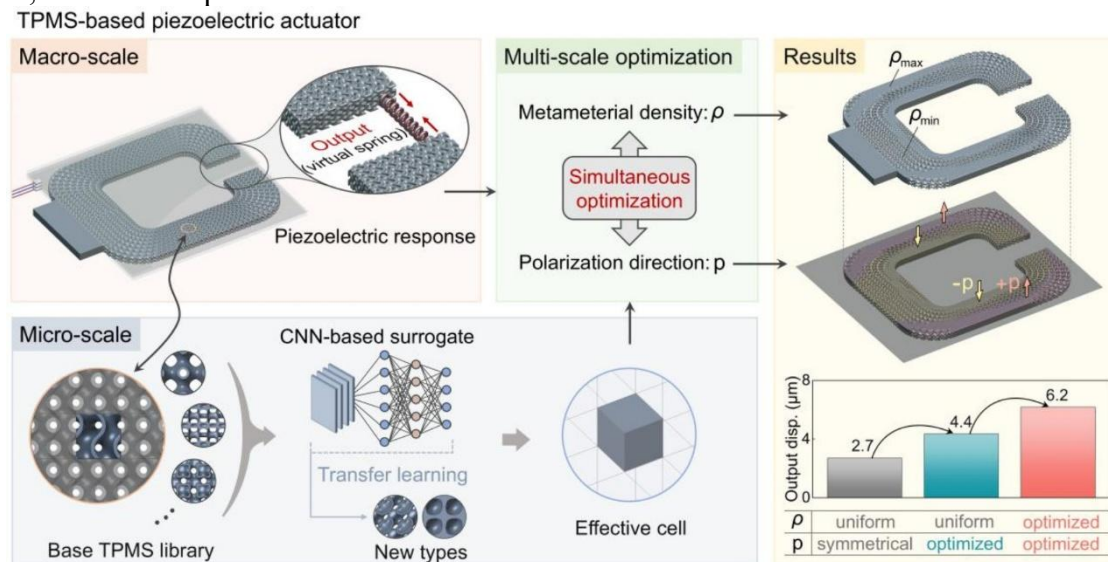 TPMS-based piezoelectric actuator
Macro-scale
Output
(virtual spring)
Piezoelectric response
Multi-scale optimization
Metameterial density: ρ
Simultaneous
optimization
Polarization direction: p
Results
ρmax
ρmin
-p
+p
Micro-scale
Base TPMS library
CNN-based surrogate
Transfer learning
New types
Effective cell
Output disp. (μm)
8
4
0
2.7
4.4
6.2
ρ uniform uniform optimized
p symmetrical optimized optimized